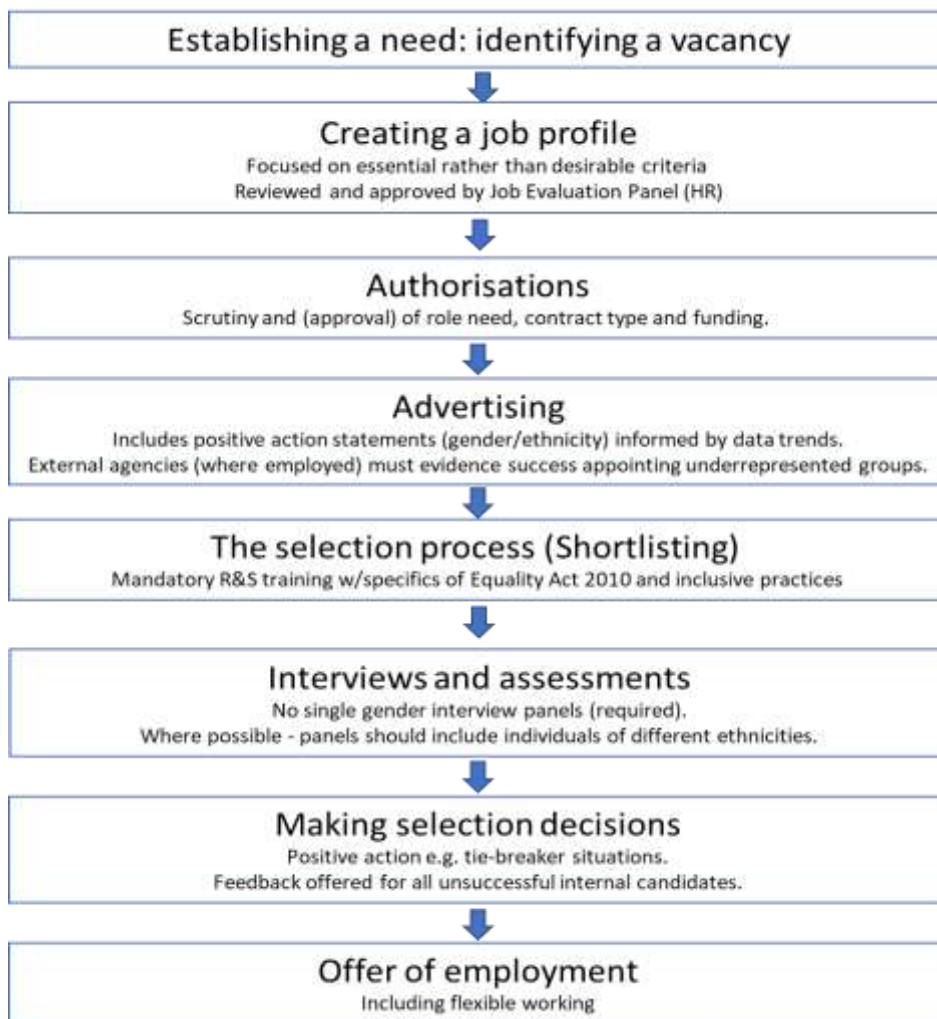 Establishing a need: identifying a vacancy
Creating a job profile
Focused on essential rather than desirable criteria
Reviewed and approved by Job Evaluation Panel (HR)
Authorisations
Scrutiny and (approval) of role need, contract type and funding.
Advertising
Includes positive action statements (gender/ethnicity) informed by data trends.
External agencies (where employed) must evidence success appointing underrepresented groups.
The selection process (Shortlisting)
Mandatory R&S training w/specifics of Equality Act 2010 and inclusive practices
Interviews and assessments
No single gender interview panels (required).
Where possible - panels should include individuals of different ethnicities.
Making selection decisions
Positive action e.g. tie-breaker situations.
Feedback offered for all unsuccessful internal candidates.
Offer of employment
Including flexible working